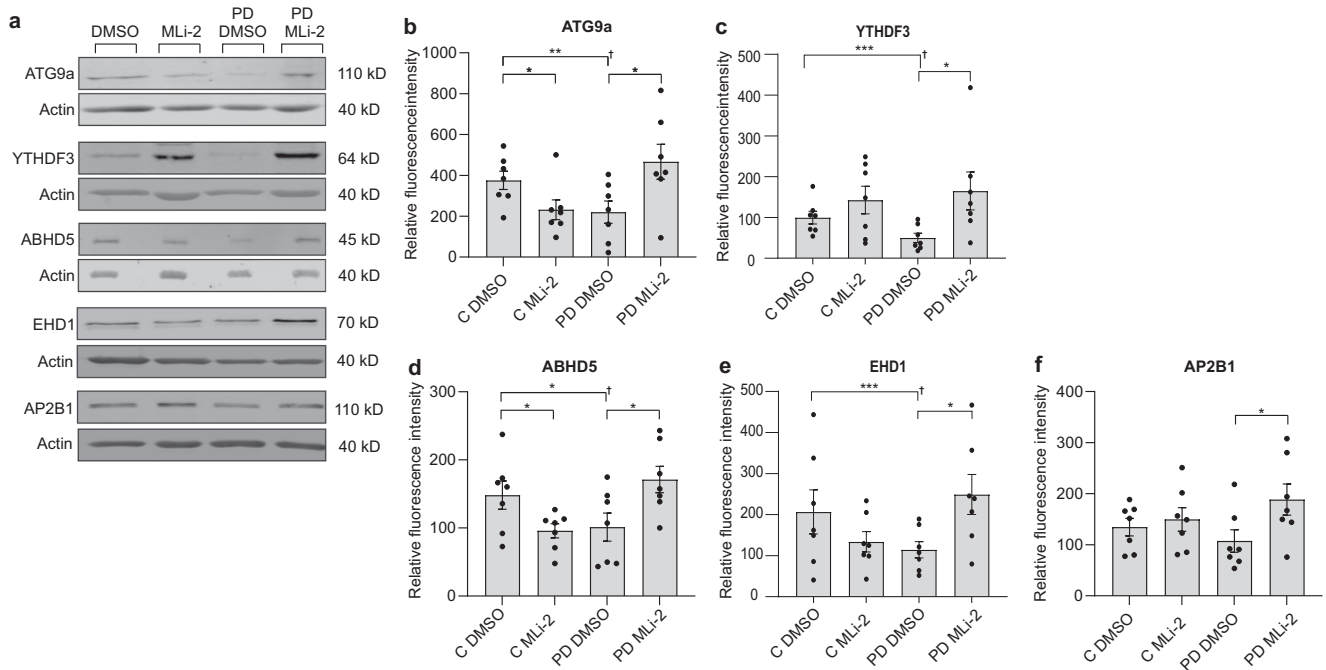 a
DMSO
MLi-2
PD
DMSO
PD
MLi-2
ATG9a
110 kD
Actin
40 kD
YTHDF3
64 kD
Actin
40 kD
ABHD5
45 kD
Actin
40 kD
EHD1
70 kD
Actin
40 kD
AP2B1
110 kD
Actin
40 kD
b
ATG9a
Relative fluorescenceintensity
1000
800
600
400
200
0
**
†
*
*
C DMSO
C MLi-2
PD DMSO
PD MLi-2
c
YTHDF3
Relative fluorescenceintensity
500
400
300
200
100
0
***
†
*
C DMSO
C MLi-2
PD DMSO
PD MLi-2
d
ABHD5
Relative fluorescence intensity
300
200
100
0
*
†
*
*
C DMSO
C MLi-2
PD DMSO
PD MLi-2
e
EHD1
Relative fluorescence intensity
500
400
300
200
100
0
***
†
*
C DMSO
C MLi-2
PD DMSO
PD MLi-2
f
AP2B1
Relative fluorescence intensity
400
300
200
100
0
*
C DMSO
C MLi-2
PD DMSO
PD MLi-2